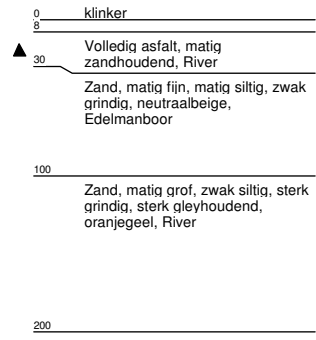 0 klinker
8
Volledig asfalt, matig
zandhoudend, River
30
Zand, matig fijn, matig siltig, zwak
grindig, neutraalbeige,
Edelmanboor
100
Zand, matig grof, zwak siltig, sterk
grindig, sterk gleyhoudend,
oranjegeel, River
200